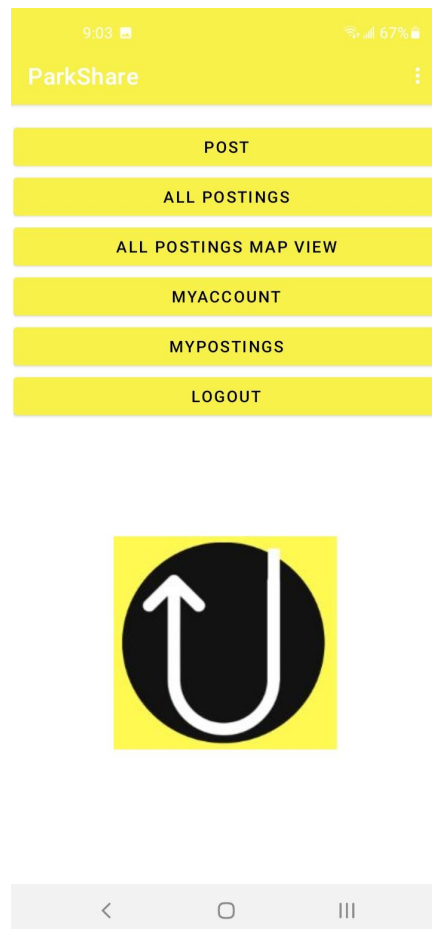 9:03
67%
ParkShare
POST
ALL POSTINGS
ALL POSTINGS MAP VIEW
MYACCOUNT
MYPOSTINGS
LOGOUT